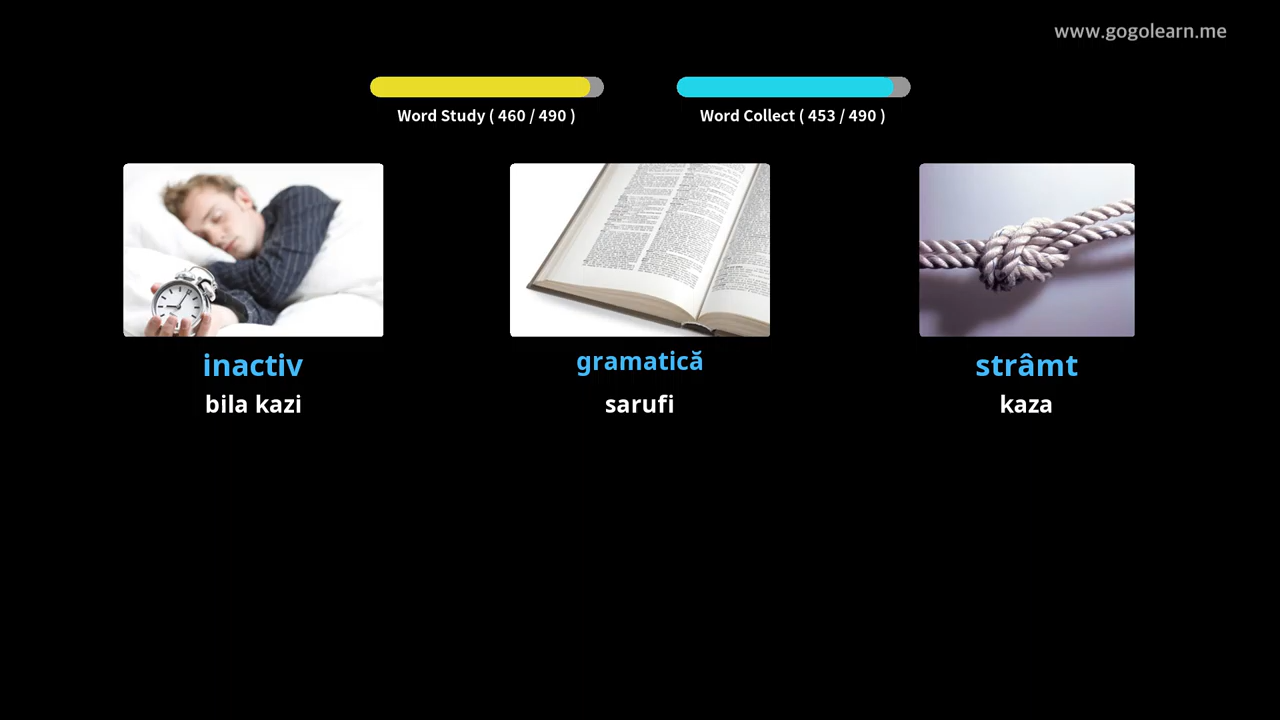 www.gogolearn.me
Word Study ( 460 / 490 )
Word Collect ( 453 / 490 )
inactiv
gramatică
strâmt
bila kazi
sarufi
kaza